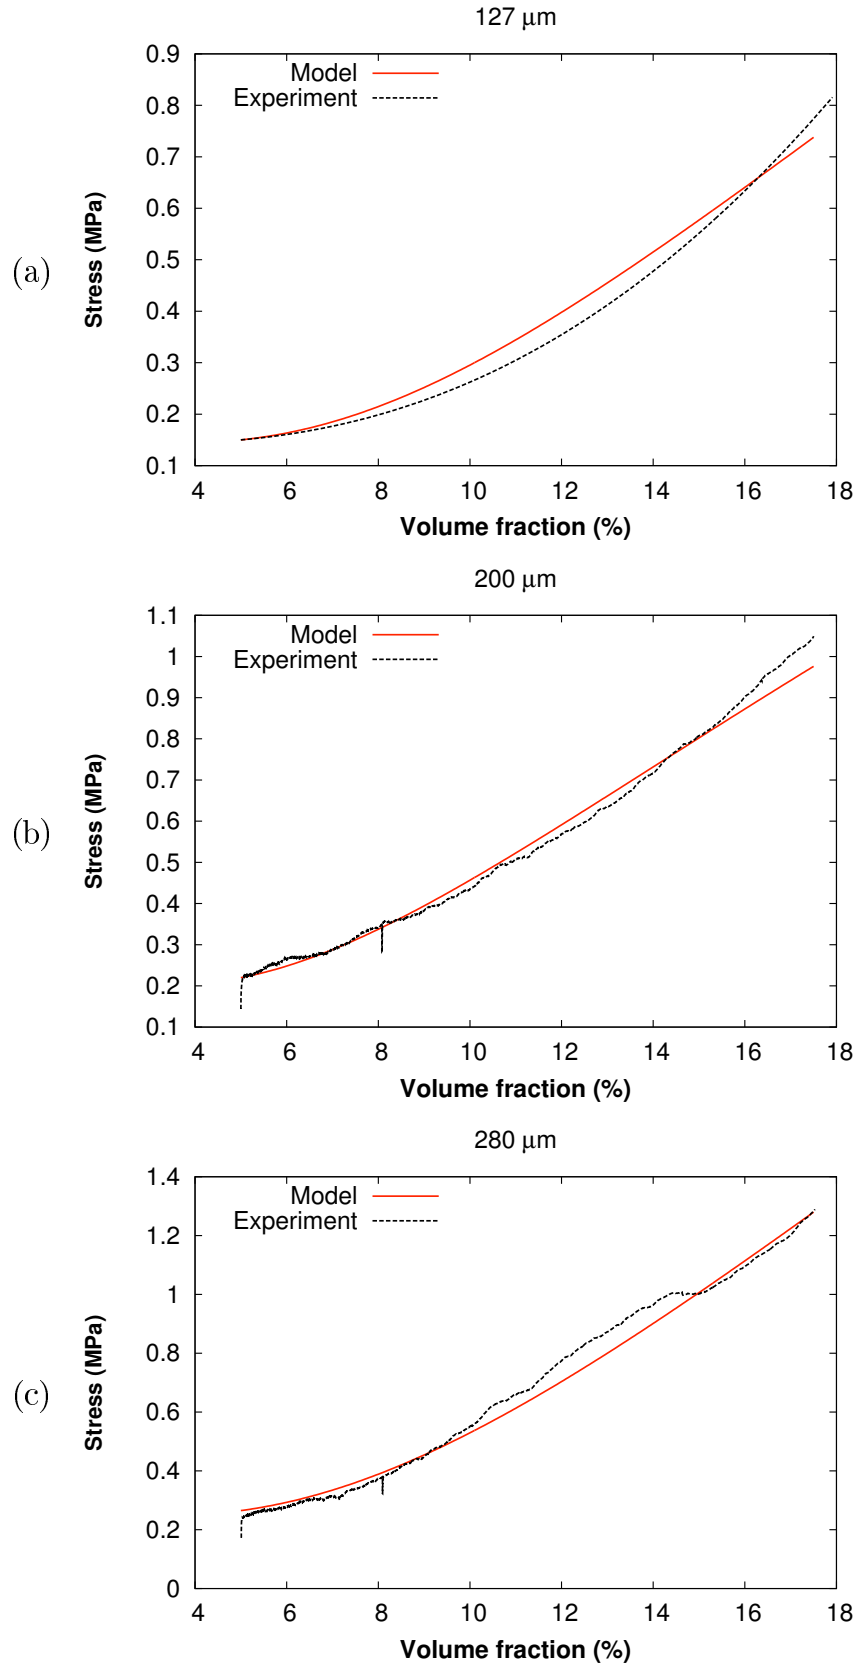 127 μm
0.9
Model
Experiment
0.8
0.7
0.6
0.5
0.4
0.3
0.2
0.1
(a)
Stress (MPa)
4 6 8 10 12 14 16 18
Volume fraction (%)
200 μm
1.1
Model
Experiment
1
0.9
0.8
0.7
0.6
0.5
0.4
0.3
0.2
0.1
(b)
Stress (MPa)
4 6 8 10 12 14 16 18
Volume fraction (%)
280 μm
1.4
Model
Experiment
1.2
1
0.8
0.6
0.4
0.2
0
(c)
Stress (MPa)
4 6 8 10 12 14 16 18
Volume fraction (%)